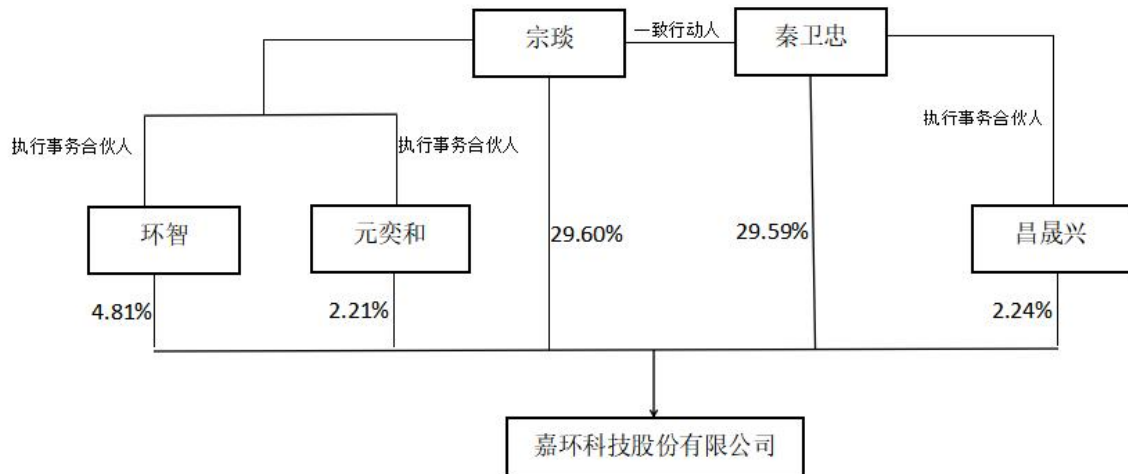 宗琰
一致行动人
秦卫忠
执行事务合伙人
执行事务合伙人
执行事务合伙人
环智
元奕和
29.60%
29.59%
昌晟兴
4.81%
2.21%
2.24%
嘉环科技股份有限公司